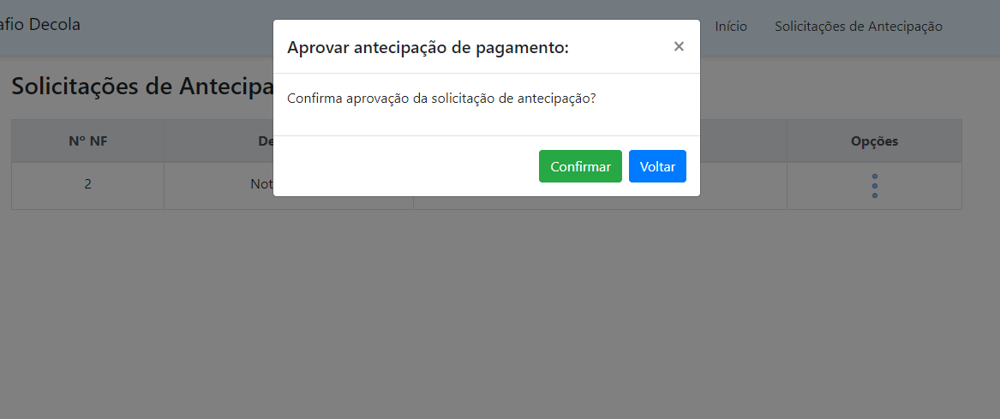 afio Decola
Início
Solicitações de Antecipação
Aprovar antecipação de pagamento:
×
Confirma aprovação da solicitação de antecipação?
Confirmar
Voltar
Solicitações de Antecipa
Nº NF
De
Opções
2
Not